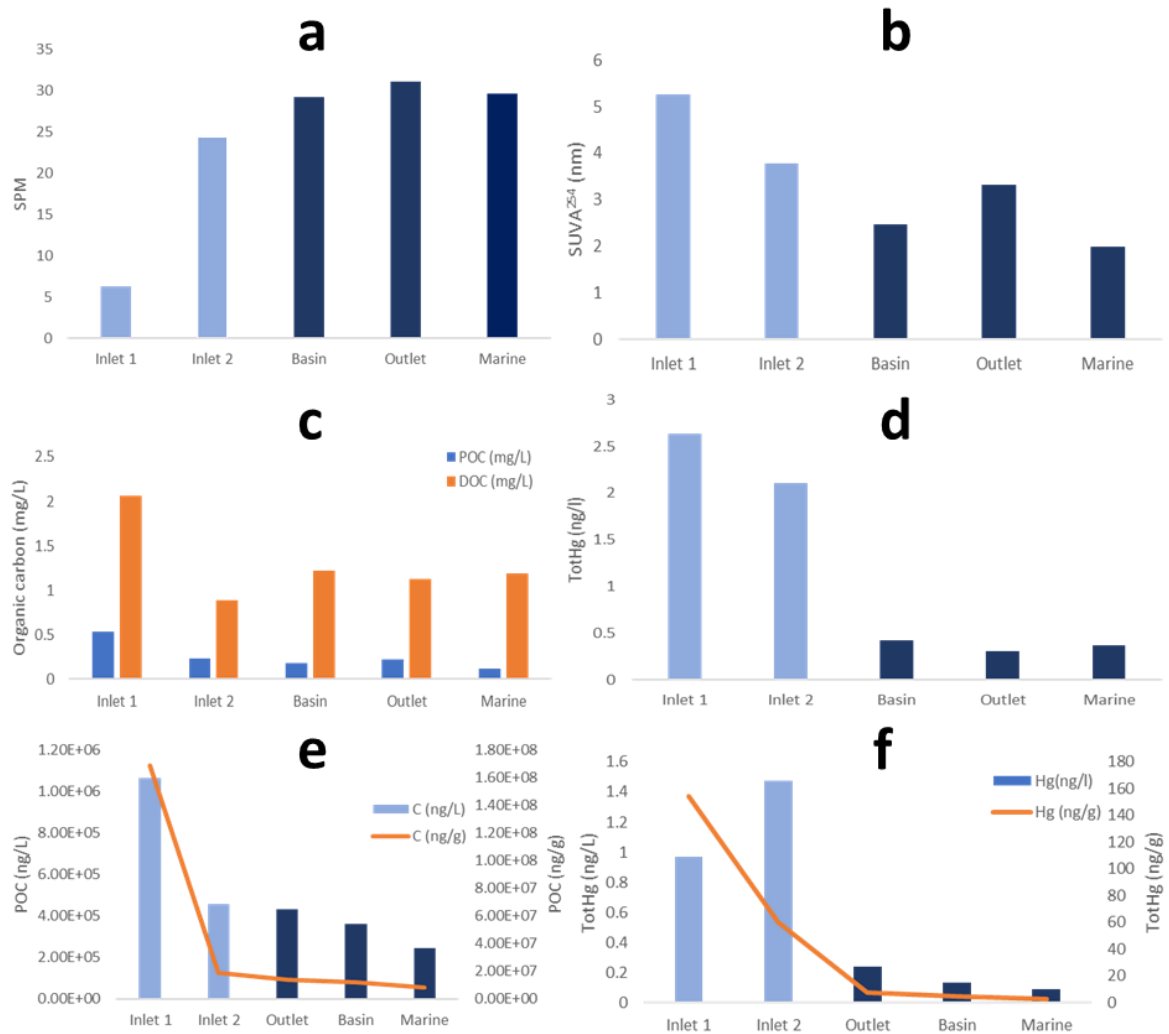 a
35
30
25
20
15
10
5
0
SPM
Inlet 1 Inlet 2 Basin Outlet Marine
b
6
5
4
3
2
1
0
SUVA²⁵⁴ (nm)
Inlet 1 Inlet 2 Basin Outlet Marine
c
2.5
2
1.5
1
0.5
0
Organic carbon (mg/L)
POC (mg/L)
DOC (mg/L)
Inlet 1 Inlet 2 Basin Outlet Marine
d
3
2.5
2
1.5
1
0.5
0
TotHg (ng/l)
Inlet 1 Inlet 2 Basin Outlet Marine
e
1.20E+06
1.00E+06
8.00E+05
6.00E+05
4.00E+05
2.00E+05
0.00E+00
POC (ng/L)
C (ng/L)
C (ng/g)
1.80E+08
1.60E+08
1.40E+08
1.20E+08
1.00E+08
8.00E+07
6.00E+07
4.00E+07
2.00E+07
0.00E+00
POC (ng/g)
Inlet 1 Inlet 2 Outlet Basin Marine
f
1.6
1.4
1.2
1
0.8
0.6
0.4
0.2
0
TotHg (ng/L)
Hg(ng/l)
Hg (ng/g)
180
160
140
120
100
80
60
40
20
0
TotHg (ng/g)
Inlet 1 Inlet 2 Outlet Basin Marine